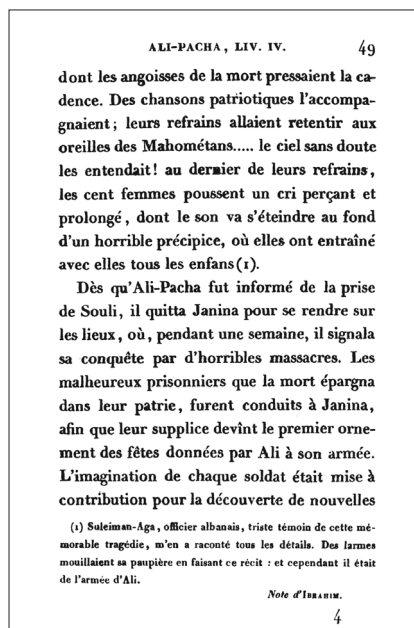 ALI-PACHA, LIV. IV. 49
dont les angoisses de la mort pressaient la ca-
dence. Des chansons patriotiques l'accompa-
gnaient ; leurs refrains allaient retentir aux
oreilles des Mahométans..... le ciel sans doute
les entendait! au dernier de leurs refrains,
les cent femmes poussent un cri perçant et
prolongé, dont le son va s'éteindre au fond
d'un horrible précipice, où elles ont entraîné
avec elles tous les enfans (1).
Dès qu'Ali-Pacha fut informé de la prise
de Souli, il quitta Janina pour se rendre sur
les lieux, où, pendant une semaine, il signala
sa conquête par d'horribles massacres. Les
malheureux prisonniers que la mort épargna
dans leur patrie, furent conduits à Janina,
afin que leur supplice devînt le premier orne-
ment des fêtes données par Ali à son armée.
L'imagination de chaque soldat était mise à
contribution pour la découverte de nouvelles
(1) Suleiman-Aga, officier albanais, triste témoin de cette mé-
morable tragédie, m'en a raconté tous les détails. Des larmes
mouillaient sa paupière en faisant ce récit : et cependant il était
de l'armée d'Ali.
Note d'IBRAHIM.
4